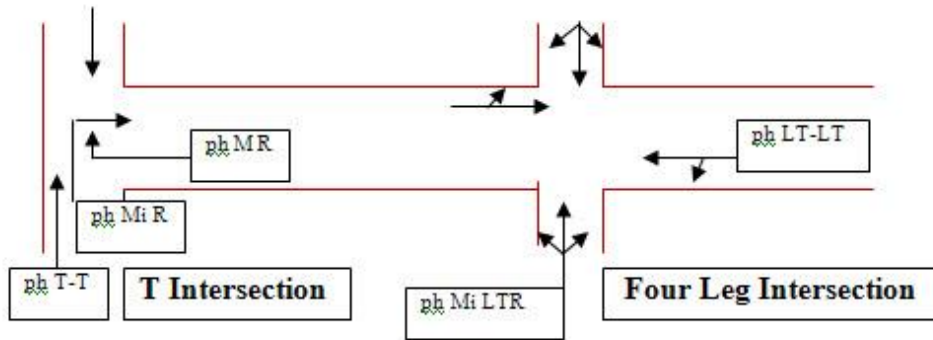 ph M R
ph LT-LT
ph Mi R
ph T-T
T Intersection
ph Mi LTR
Four Leg Intersection